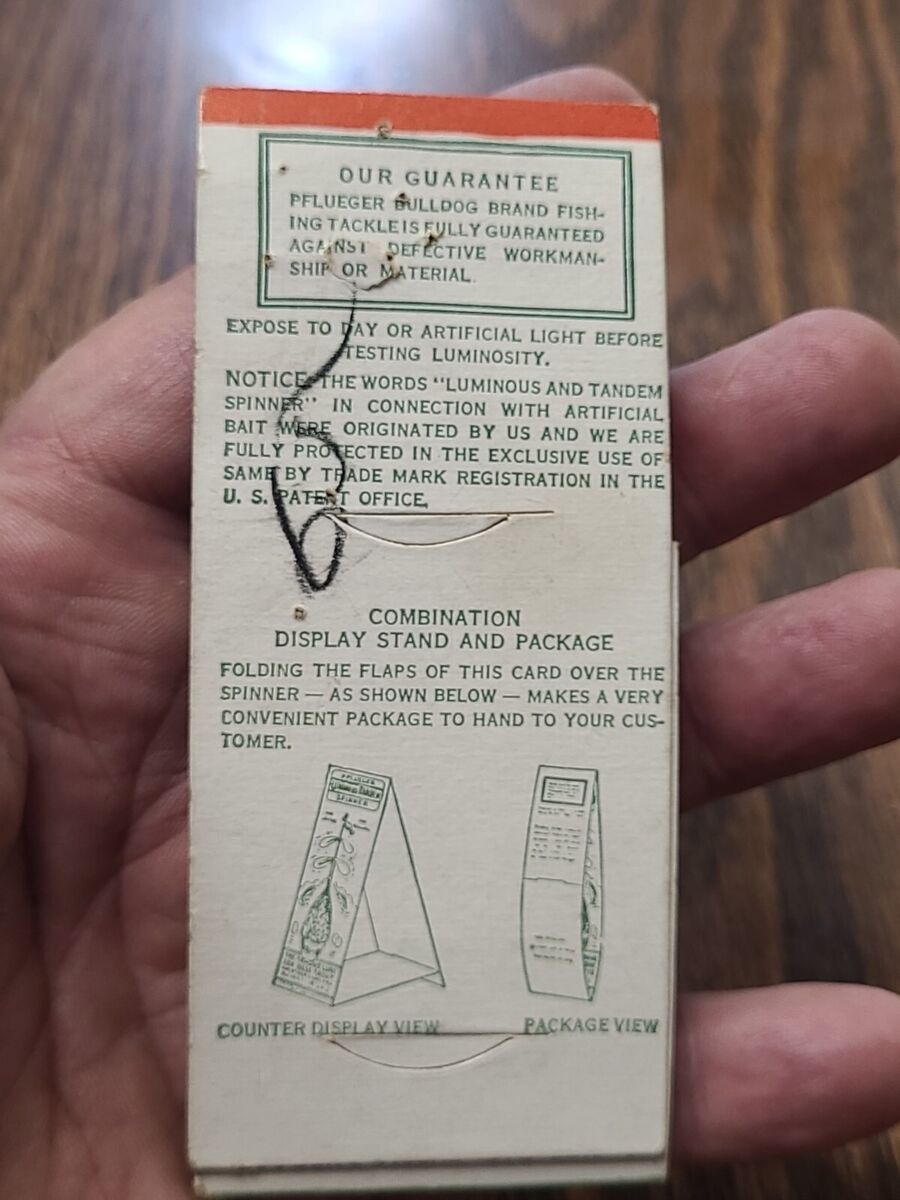 OUR GUARANTEE
PFLUEGER BULLDOG BRAND FISH-
ING TACKLE IS FULLY GUARANTEED
AGAINST DEFECTIVE WORKMAN-
SHIP OR MATERIAL.
EXPOSE TO DAY OR ARTIFICIAL LIGHT BEFORE
TESTING LUMINOSITY.
NOTICE THE WORDS "LUMINOUS AND TANDEM
SPINNER" IN CONNECTION WITH ARTIFICIAL
BAIT WERE ORIGINATED BY US AND WE ARE
FULLY PROTECTED IN THE EXCLUSIVE USE OF
SAME BY TRADE MARK REGISTRATION IN THE
U. S. PATENT OFFICE.
COMBINATION
DISPLAY STAND AND PACKAGE
FOLDING THE FLAPS OF THIS CARD OVER THE
SPINNER — AS SHOWN BELOW — MAKES A VERY
CONVENIENT PACKAGE TO HAND TO YOUR CUS-
TOMER.
PFLUEGER
LUMINOUS TANDEM
SPINNER
COUNTER DISPLAY VIEW
PACKAGE VIEW